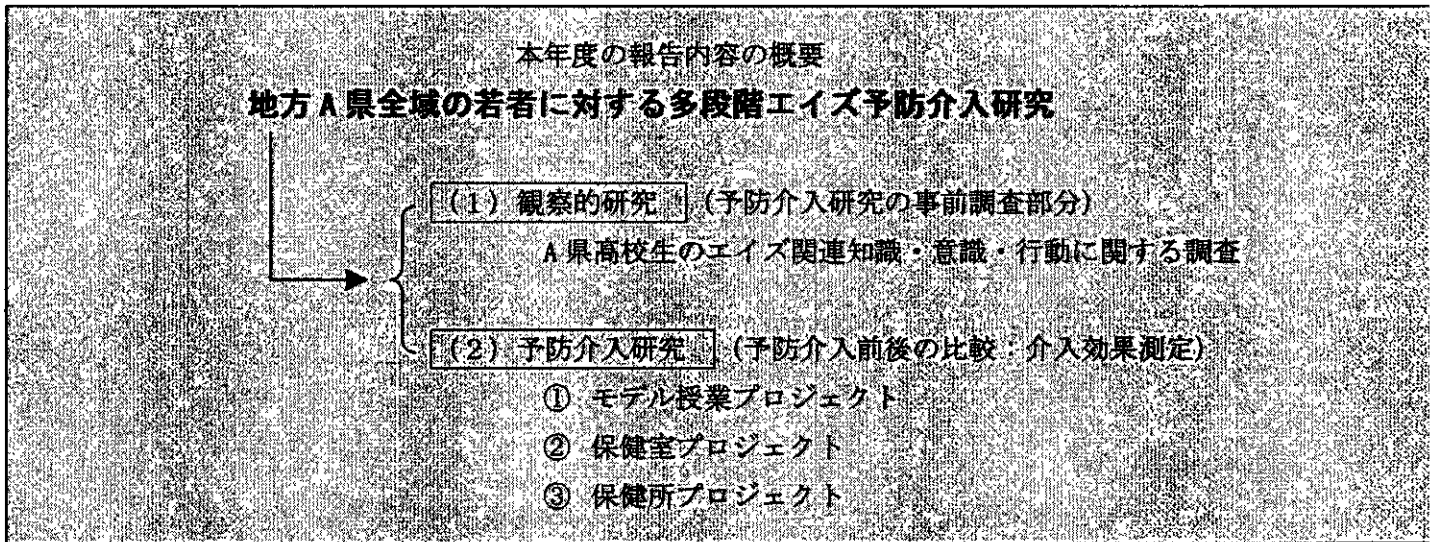 本年度の報告内容の概要
地方A県全域の若者に対する多段階エイズ予防介入研究
(1) 観察的研究 (予防介入研究の事前調査部分)
A県高校生のエイズ関連知識・意識・行動に関する調査
(2) 予防介入研究 (予防介入前後の比較:介入効果測定)
① モデル授業プロジェクト
② 保健室プロジェクト
③ 保健所プロジェクト